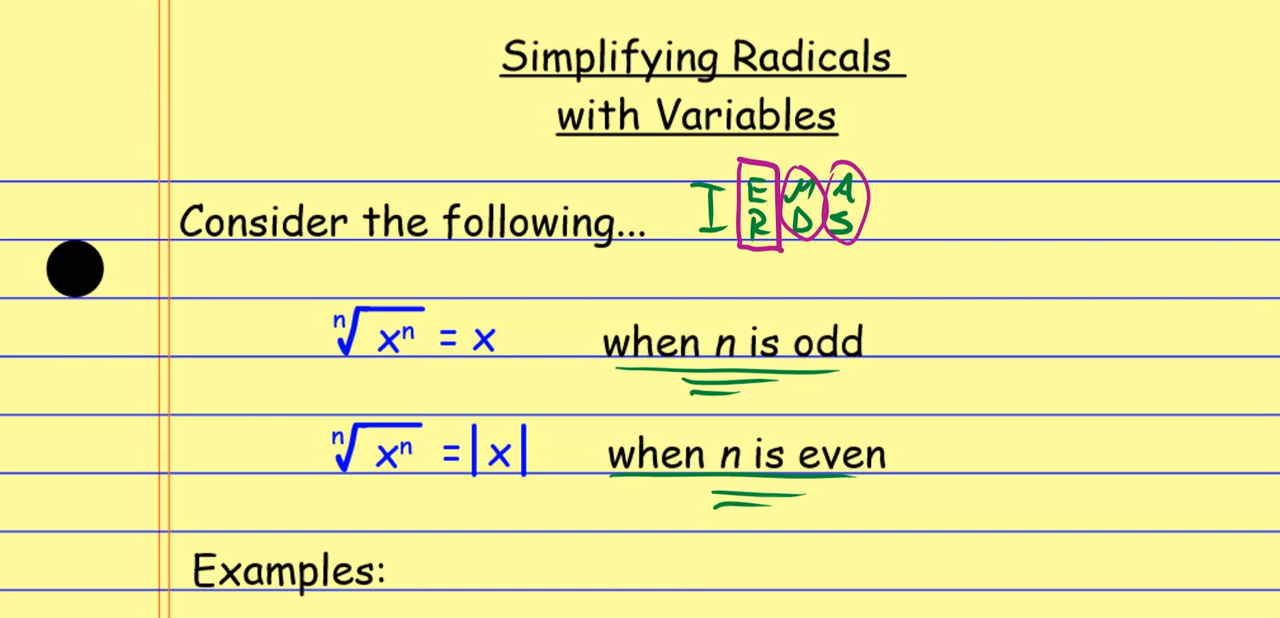 Simplifying Radicals
with Variables
I E M A
R D S
Consider the following...
ⁿ√xⁿ = x when n is odd
ⁿ√xⁿ = |x| when n is even
Examples: